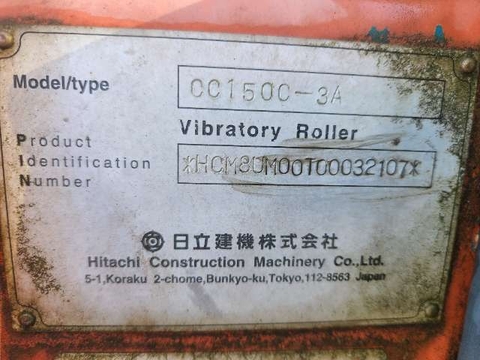 Model/type CC150C-3A
Vibratory Roller
Product
Identification *HCM8DM00T00032107*
Number
日立建機株式会社
Hitachi Construction Machinery Co.,Ltd.
5-1,Koraku 2-chome,Bunkyo-ku,Tokyo,112-8563 Japan